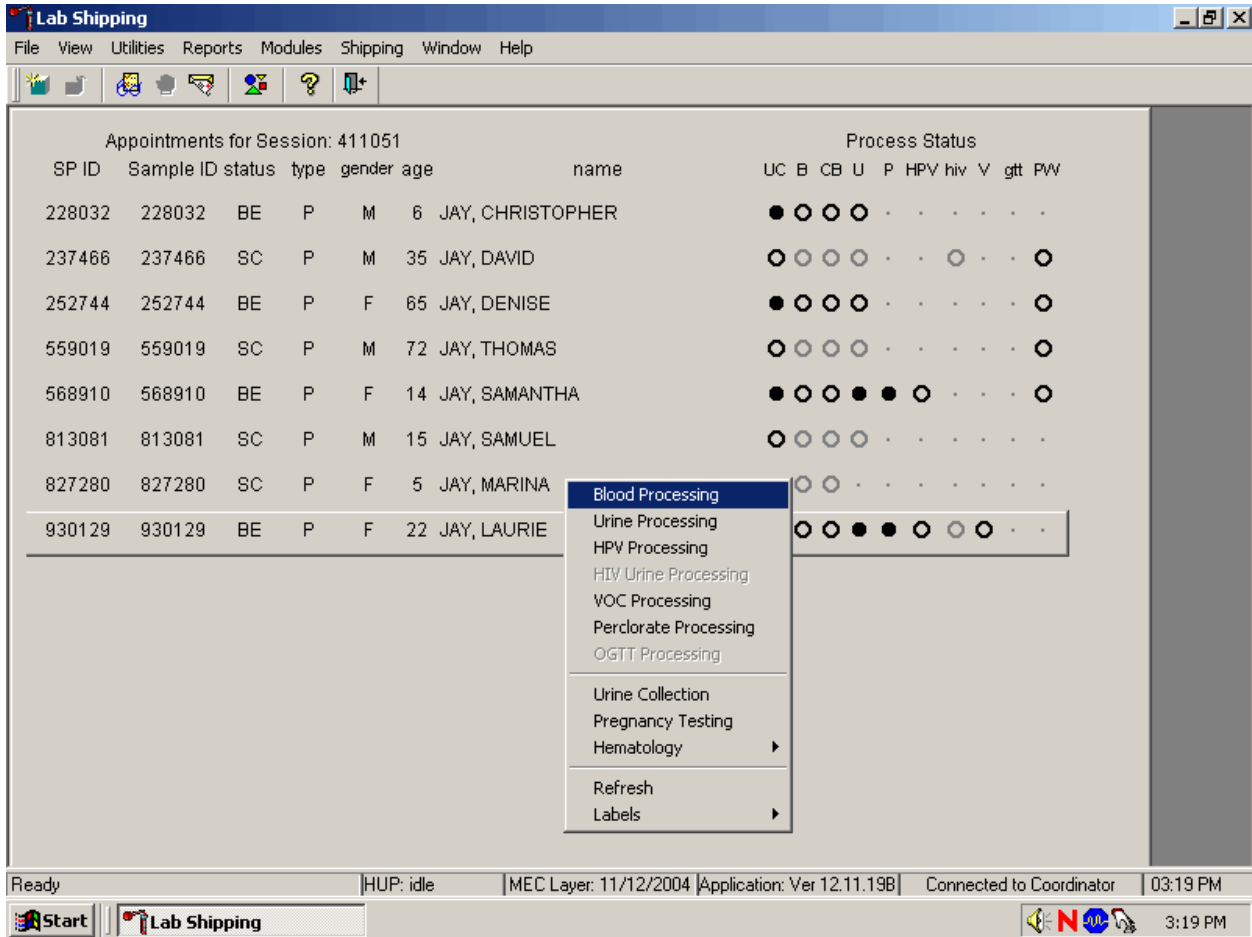 Lab Shipping
File View Utilities Reports Modules Shipping Window Help
Appointments for Session: 411051 Process Status
SP ID Sample ID status type gender age name UC B CB U P HPV hiv V gtt PW
228032 228032 BE P M 6 JAY, CHRISTOPHER
237466 237466 SC P M 35 JAY, DAVID
252744 252744 BE P F 65 JAY, DENISE
559019 559019 SC P M 72 JAY, THOMAS
568910 568910 BE P F 14 JAY, SAMANTHA
813081 813081 SC P M 15 JAY, SAMUEL
827280 827280 SC P F 5 JAY, MARINA
930129 930129 BE P F 22 JAY, LAURIE
Blood Processing
Urine Processing
HPV Processing
HIV Urine Processing
VOC Processing
Perclorate Processing
OGTT Processing
Urine Collection
Pregnancy Testing
Hematology
Refresh
Labels
Ready HUP: idle MEC Layer: 11/12/2004 Application: Ver 12.11.19B Connected to Coordinator 03:19 PM
Start Lab Shipping N 3:19 PM